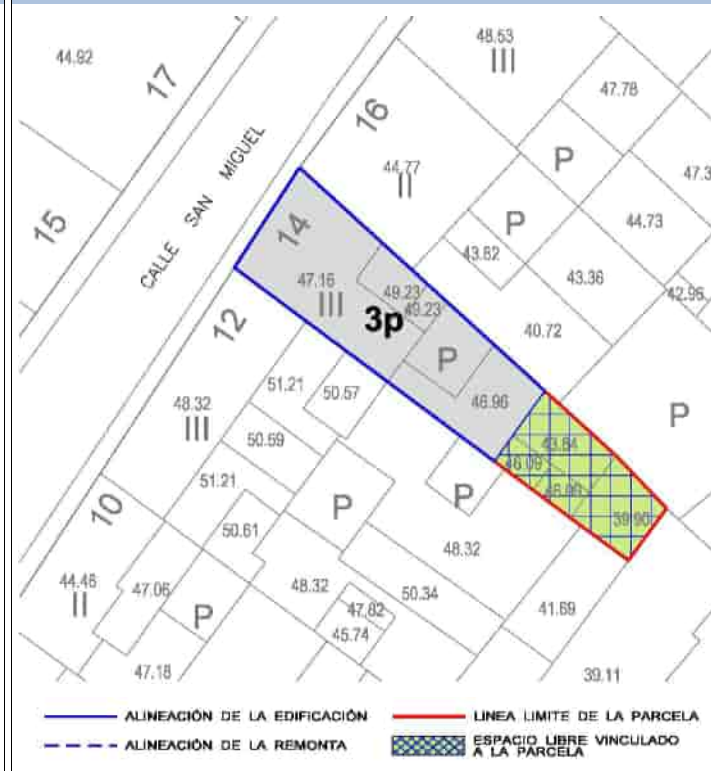 48.53
III
44.92
17
47.78
16
CALLE SAN MIGUEL
44.77
II
P
47.3
15
14
P
44.73
43.82
43.36
47.16
III
49.23
49.23
42.96
3p
12
40.72
P
51.21
50.57
46.96
48.32
III
P
50.69
43.84
46.09
51.21
P
P
46.09
39.90
10
50.61
48.32
44.46
II
47.06
48.32
50.34
P
47.82
41.69
45.74
47.18
39.11
ALINEACIÓN DE LA EDIFICACIÓN
LINEA LIMITE DE LA PARCELA
ALINEACIÓN DE LA REMONTA
ESPACIO LIBRE VINCULADO
A LA PARCELA